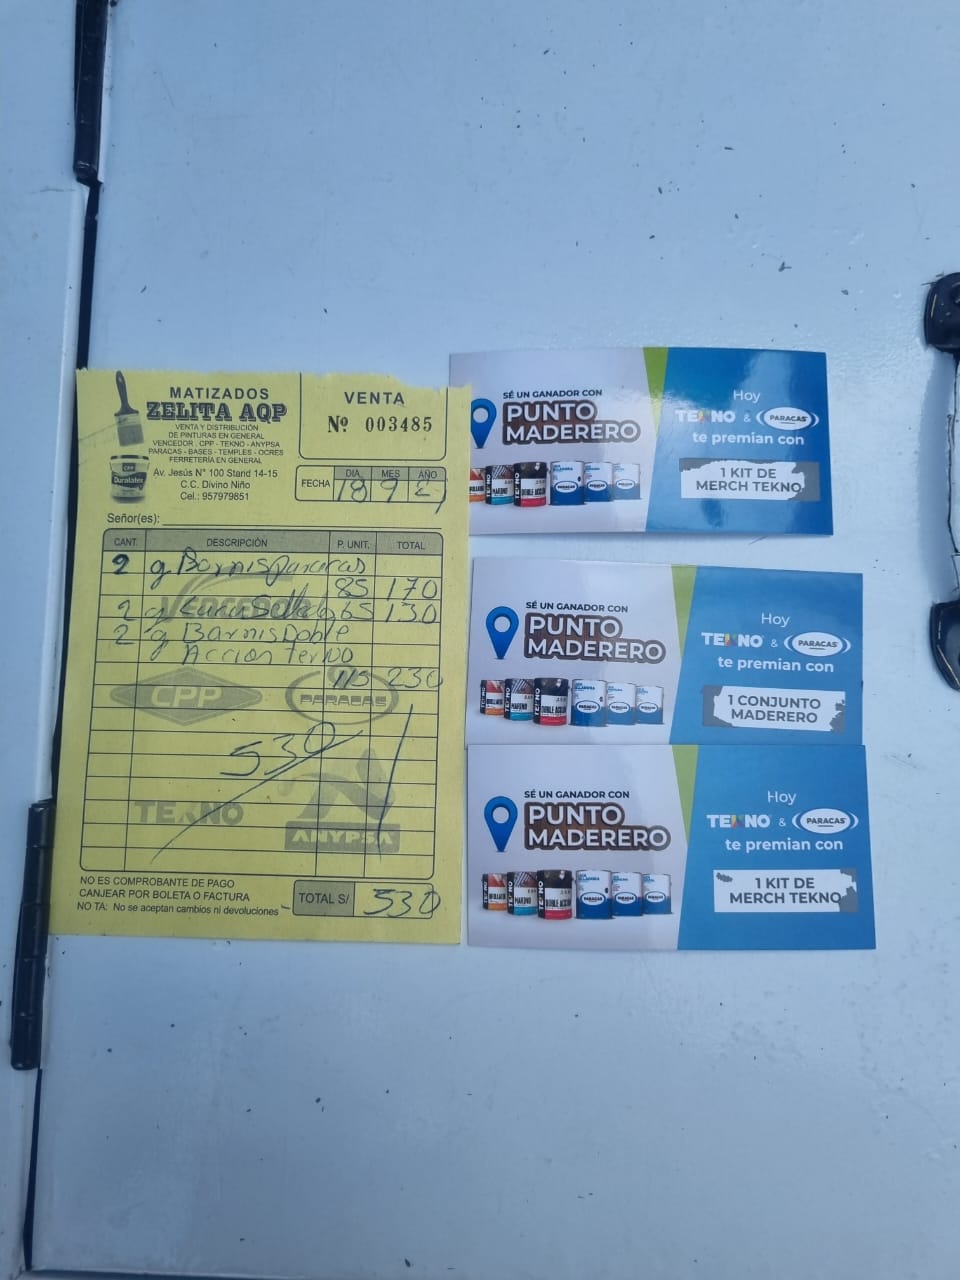 MATIZADOS
ZELITA AQP
VENTA Y DISTRIBUCIÓN
DE PINTURAS EN GENERAL
VENCEDOR . CPP - TEKNO - ANYPSA
PARACAS - BASES - TEMPLES - OCRES
FERRETERÍA EN GENERAL
Av. Jesús N° 100 Stand 14-15
C.C. Divino Niño
Cel.: 957979851
CPP
Duralatex
VENTA
Nº 003485
FECHA
DIA MES AÑO
18 9
Señor(es):
CANT. DESCRIPCIÓN P. UNIT. TOTAL
2 g Barnis paracas
85 170
2 g 65 130
2 g Barnis Doble
Accion
115 230
VENCEDOR
CPP
PARACAS
530
TEKNO
ANYPSA
NO ES COMPROBANTE DE PAGO
CANJEAR POR BOLETA O FACTURA
NO TA: No se aceptan cambios ni devoluciones
TOTAL S/ 530
SÉ UN GANADOR CON
PUNTO
MADERERO
Hoy
TEKNO & PARACAS
te premian con
1 KIT DE
MERCH TEKNO
SÉ UN GANADOR CON
PUNTO
MADERERO
Hoy
TEKNO & PARACAS
te premian con
1 CONJUNTO
MADERERO
SÉ UN GANADOR CON
PUNTO
MADERERO
Hoy
TEKNO & PARACAS
te premian con
1 KIT DE
MERCH TEKNO